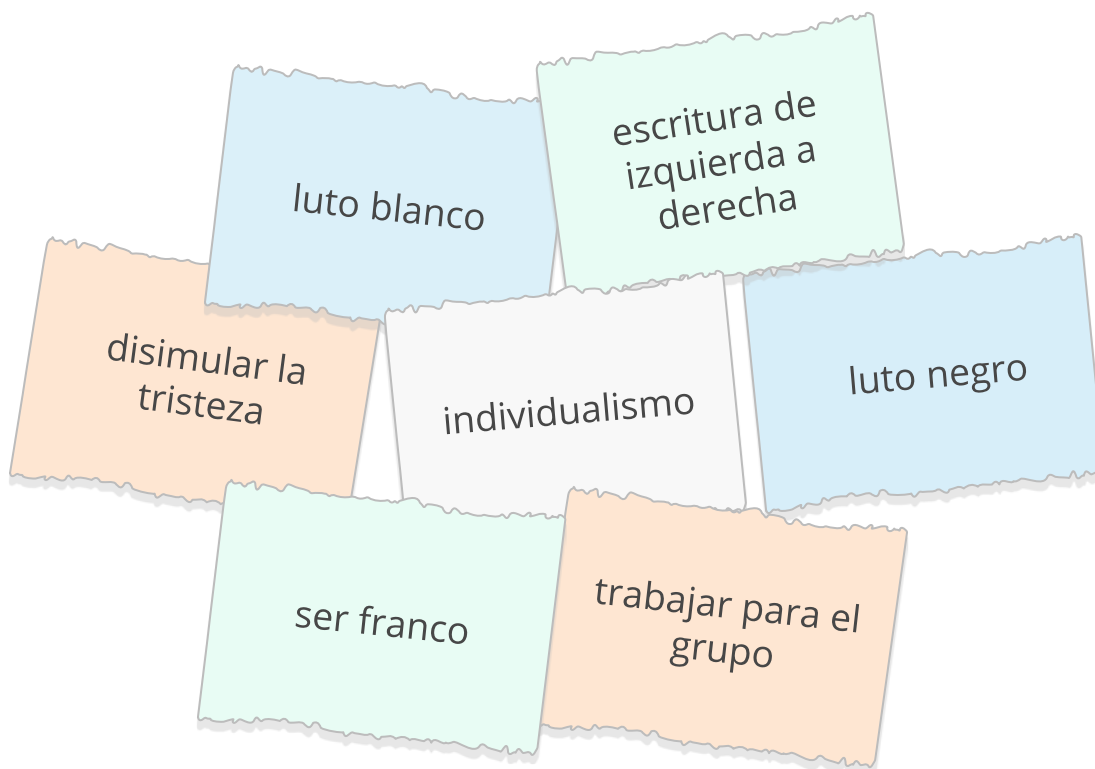 luto blanco
escritura de
izquierda a
derecha
disimular la
tristeza
individualismo
luto negro
ser franco
trabajar para el
grupo